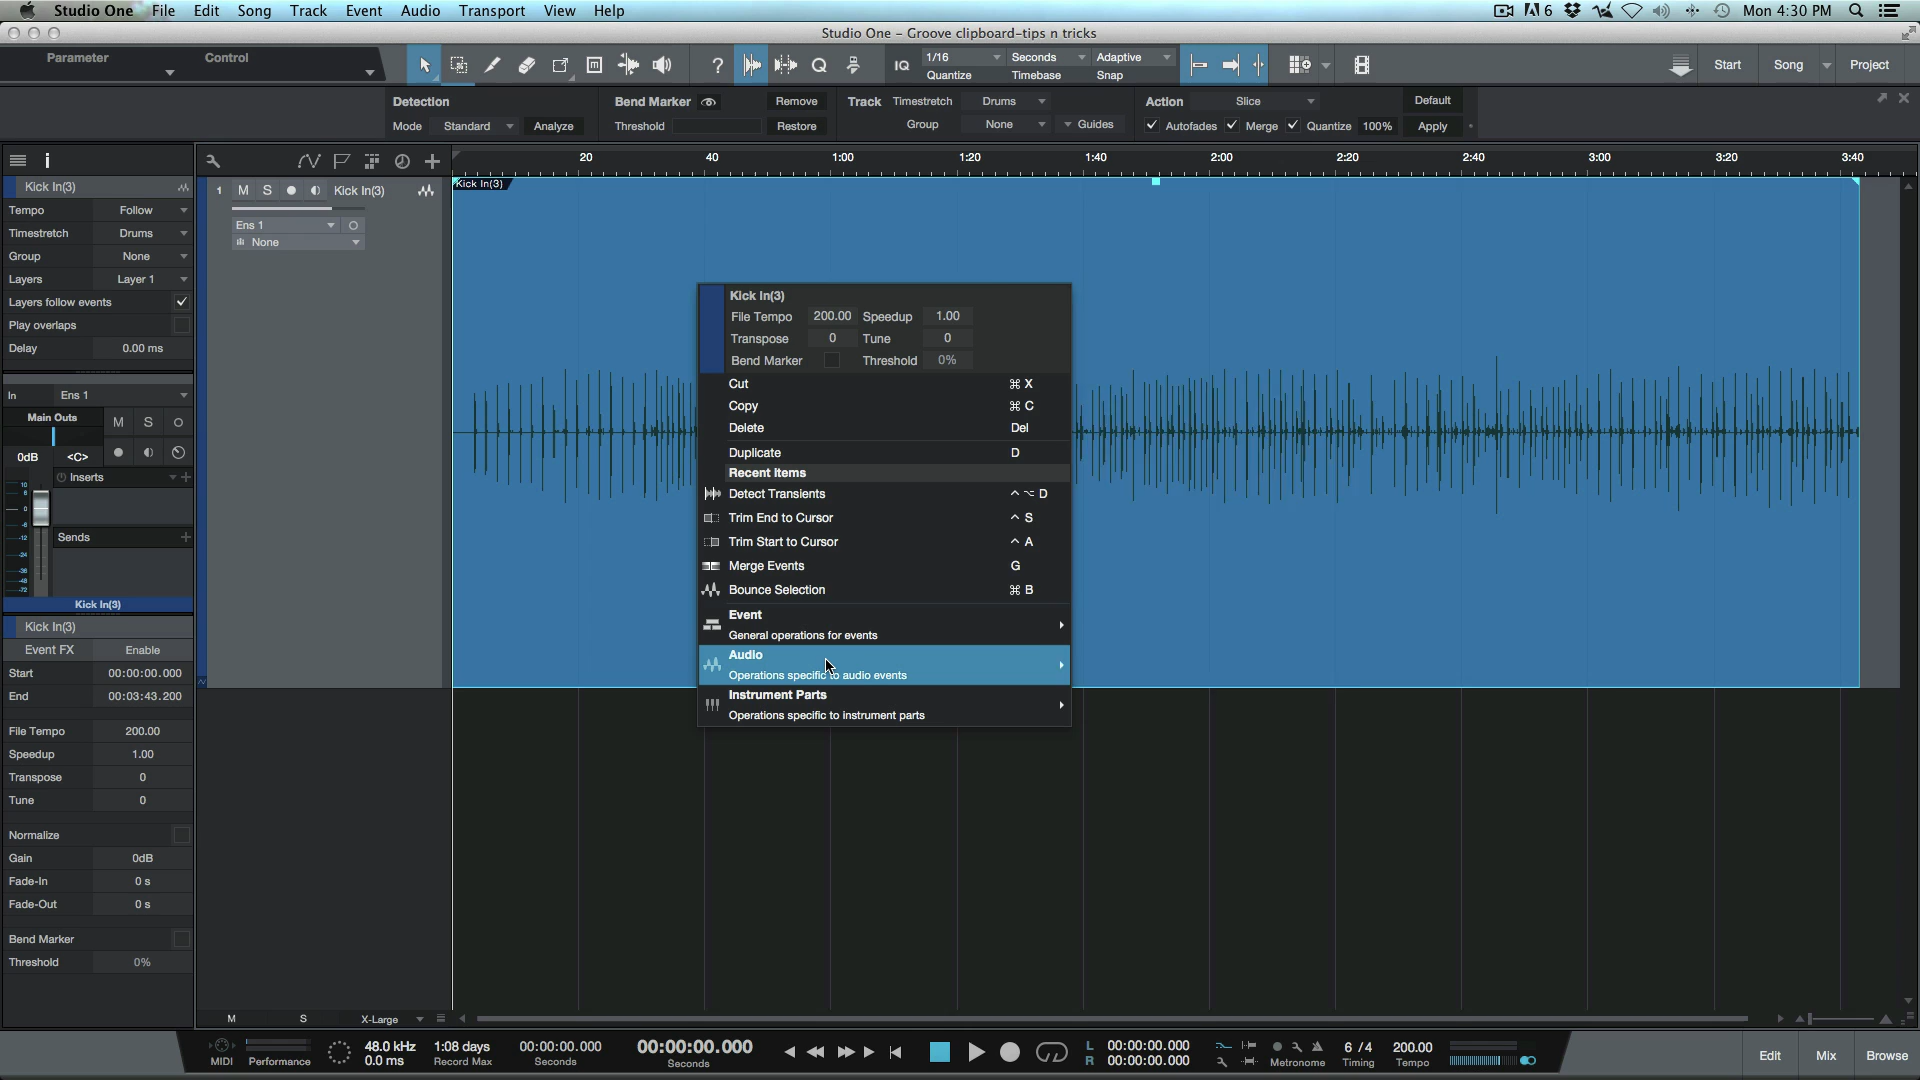 Studio One File Edit Song Track Event Audio Transport View Help
6 Mon 4:30 PM
Studio One - Groove clipboard-tips n tricks
Parameter Control
? IQ 1/16 Seconds Adaptive
Quantize Timebase Snap
Start Song Project
Detection Bend Marker Remove Track Timestretch Drums Action Slice Default
Mode Standard Analyze Threshold Restore Group None Guides Autofades Merge Quantize 100% Apply
20 40 1:00 1:20 1:40 2:00 2:20 2:40 3:00 3:20 3:40
Kick In(3)
Tempo Follow
Timestretch Drums
Group None
Layers Layer 1
Layers follow events
Play overlaps
Delay 0.00 ms
In Ens 1
Main Outs M S
0dB <C>
Inserts
Sends
10
6
0
-6
-12
-24
-36
-48
-72
Kick In(3)
Kick In(3)
Event FX Enable
Start 00:00:00.000
End 00:03:43.200
File Tempo 200.00
Speedup 1.00
Transpose 0
Tune 0
Normalize
Gain 0dB
Fade-In 0 s
Fade-Out 0 s
Bend Marker
Threshold 0%
1 M S Kick In(3)
Ens 1
None
Kick In(3)
Kick In(3)
File Tempo 200.00 Speedup 1.00
Transpose 0 Tune 0
Bend Marker Threshold 0%
Cut ⌘ X
Copy ⌘ C
Delete Del
Duplicate D
Recent Items
Detect Transients ^ ⌥ D
Trim End to Cursor ^ S
Trim Start to Cursor ^ A
Merge Events G
Bounce Selection ⌘ B
Event
General operations for events
Audio
Operations specific to audio events
Instrument Parts
Operations specific to instrument parts
M S X-Large
MIDI Performance
48.0 kHz
0.0 ms
1:08 days
Record Max
00:00:00.000
Seconds
00:00:00.000
Seconds
L 00:00:00.000
R 00:00:00.000
Metronome
6 / 4
Timing
200.00
Tempo
Edit Mix Browse